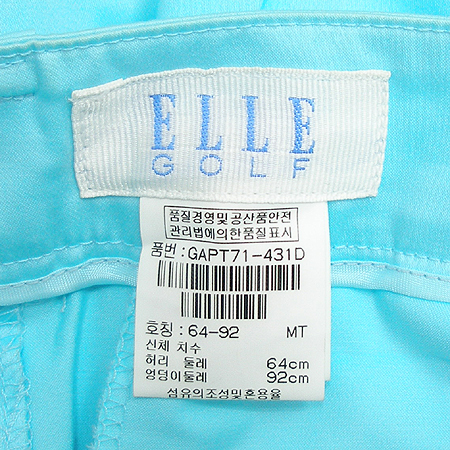 ELLE
GOLF
품질경영및공산품안전
관리법에의한품질표시
품번: GAPT71-431D
호칭: 64-92 MT
신체 치수
허리 둘레 64cm
엉덩이둘레 92cm
섬유의조성및혼용율